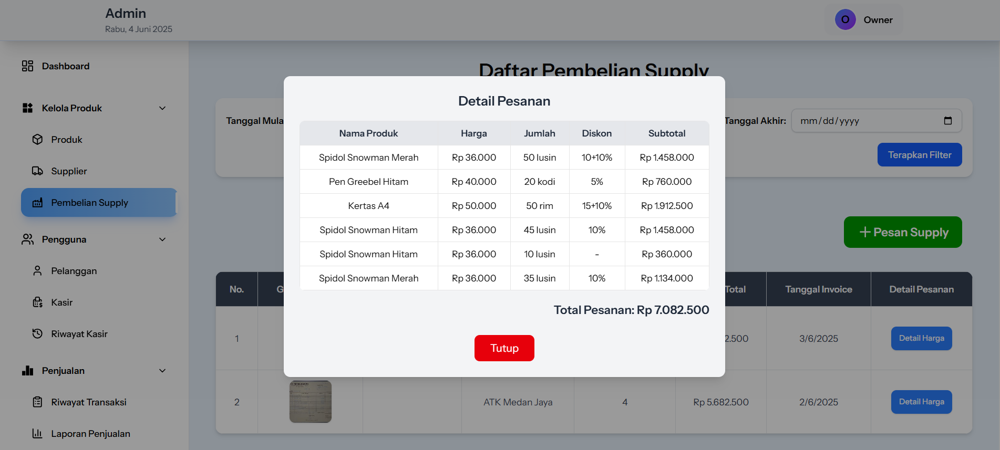 Admin
Rabu, 4 Juni 2025
O Owner
Dashboard
Kelola Produk
Produk
Supplier
Pembelian Supply
Pengguna
Pelanggan
Kasir
Riwayat Kasir
Penjualan
Riwayat Transaksi
Laporan Penjualan
Daftar Pembelian Supply
Tanggal Mula
Tanggal Akhir: mm/dd/yyyy
Terapkan Filter
+ Pesan Supply
Detail Pesanan
Nama Produk Harga Jumlah Diskon Subtotal
Spidol Snowman Merah Rp 36.000 50 lusin 10+10% Rp 1.458.000
Pen Greebel Hitam Rp 40.000 20 kodi 5% Rp 760.000
Kertas A4 Rp 50.000 50 rim 15+10% Rp 1.912.500
Spidol Snowman Hitam Rp 36.000 45 lusin 10% Rp 1.458.000
Spidol Snowman Hitam Rp 36.000 10 lusin - Rp 360.000
Spidol Snowman Merah Rp 36.000 35 lusin 10% Rp 1.134.000
Total Pesanan: Rp 7.082.500
Tutup
No. G Total Tanggal Invoice Detail Pesanan
1 2.500 3/6/2025 Detail Harga
2 ATK Medan Jaya 4 Rp 5.682.500 2/6/2025 Detail Harga